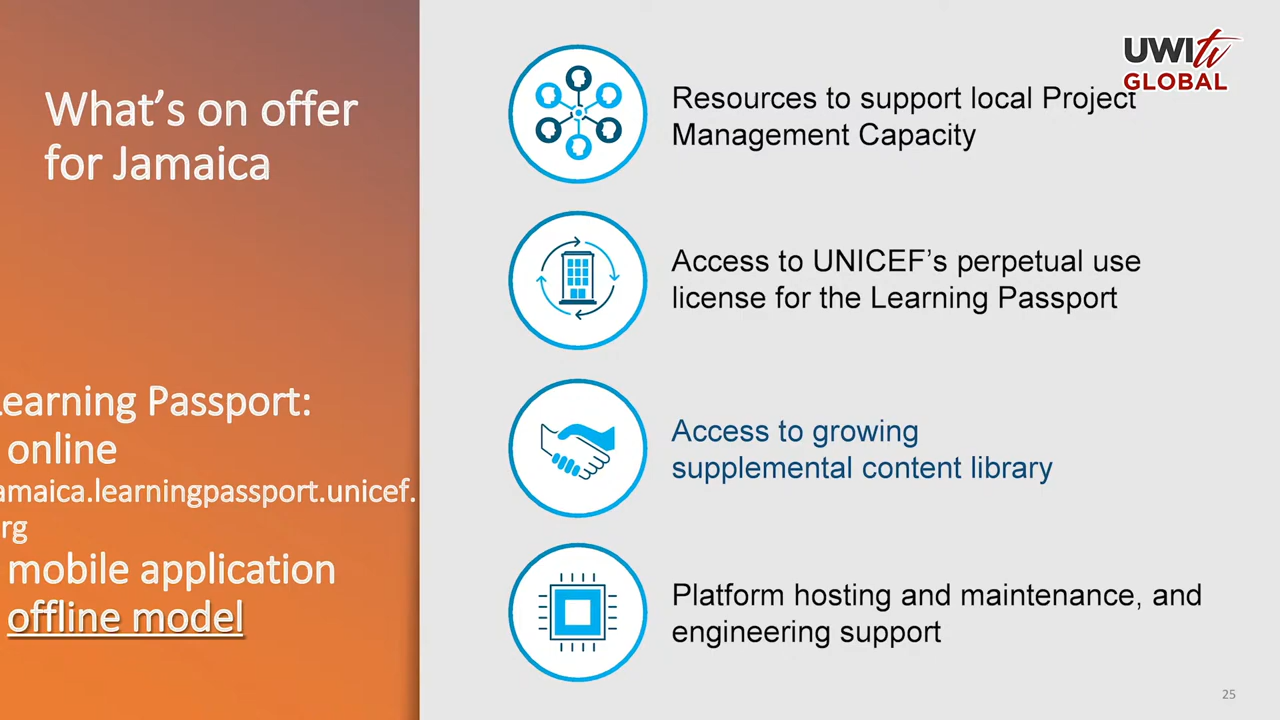 What's on offer
for Jamaica
Learning Passport:
online
amaica.learningpassport.unicef.
rg
mobile application
offline model
UWItv
GLOBAL
Resources to support local Project
Management Capacity
Access to UNICEF's perpetual use
license for the Learning Passport
Access to growing
supplemental content library
Platform hosting and maintenance, and
engineering support
25